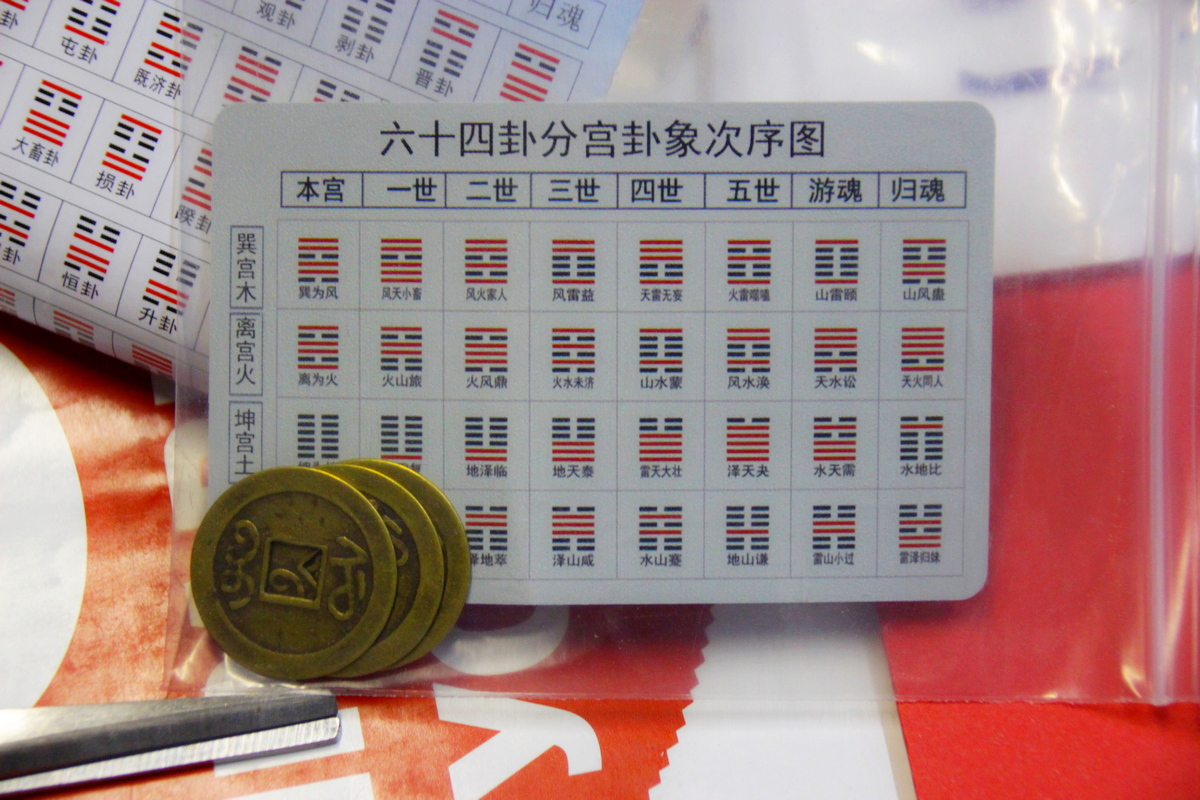 观卦
归魂
屯卦
既济卦
剥卦
晋卦
大畜卦
损卦
睽卦
恒卦
升卦
六十四卦分宫卦象次序图
本宫 一世 二世 三世 四世 五世 游魂 归魂
巽宫木
巽为风 风天小畜 风火家人 风雷益 天雷无妄 火雷噬嗑 山雷颐 山风蛊
离宫火
离为火 火山旅 火风鼎 火水未济 山水蒙 风水涣 天水讼 天火同人
坤宫土
地泽临 地天泰 雷天大壮 泽天夬 水天需 水地比
泽地萃 泽山咸 水山蹇 地山谦 雷山小过 雷泽归妹